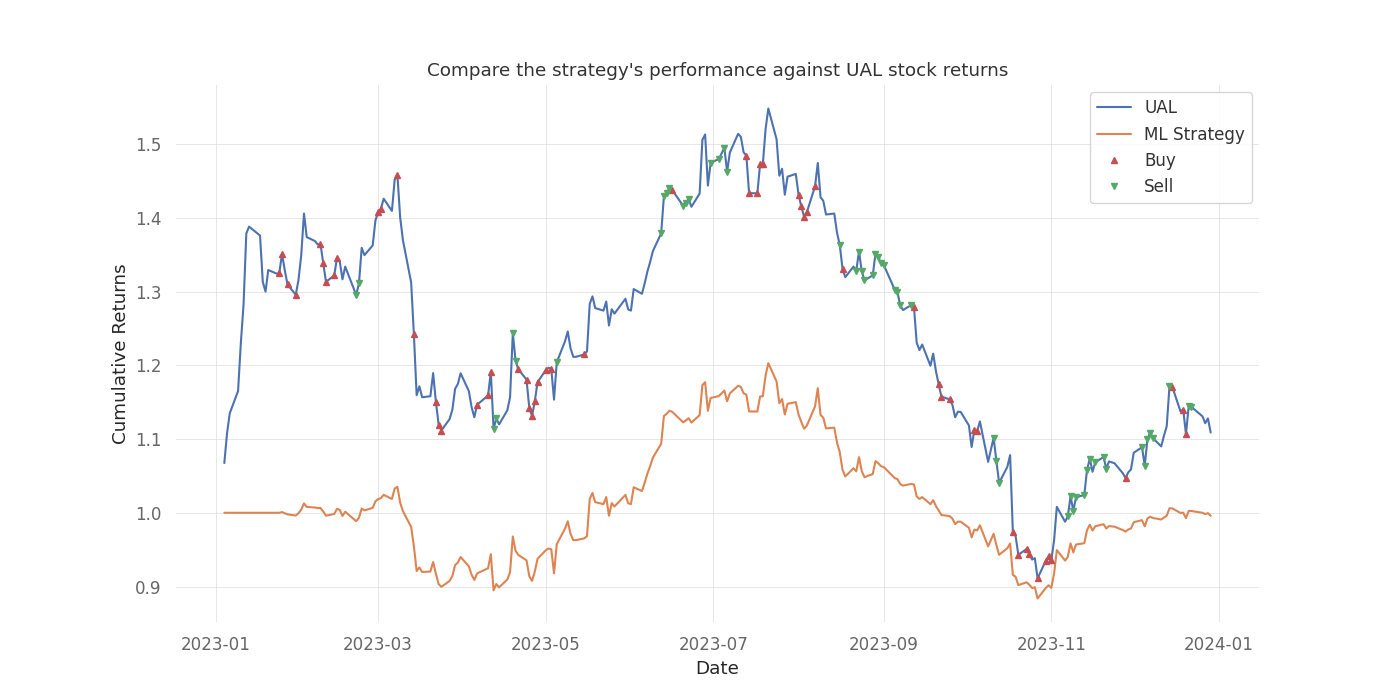 Compare the strategy's performance against UAL stock returns
UAL
ML Strategy
Buy
Sell
Cumulative Returns
1.5
1.4
1.3
1.2
1.1
1.0
0.9
2023-01
2023-03
2023-05
2023-07
2023-09
2023-11
2024-01
Date